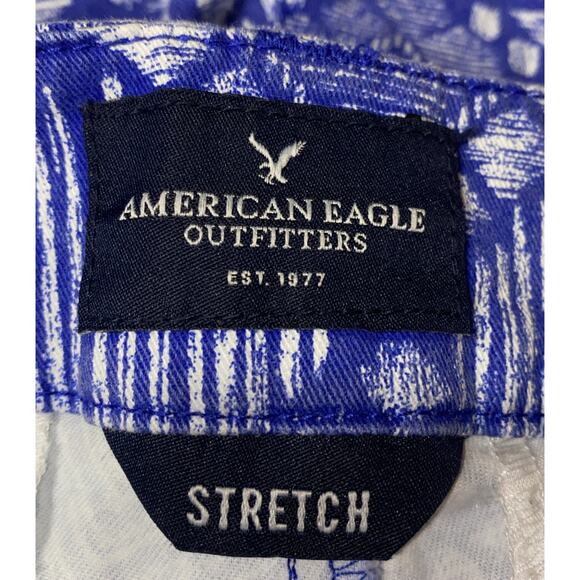 AMERICAN EAGLE
OUTFITTERS
EST. 1977
STRETCH